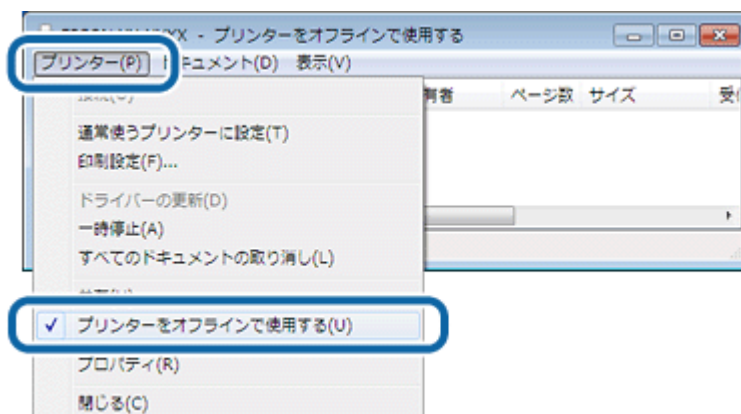 XX - プリンターをオフラインで使用する
プリンター(P) ドキュメント(D) 表示(V)
有者 ページ数 サイズ 受
通常使うプリンターに設定(T)
印刷設定(F)...
ドライバーの更新(D)
一時停止(A)
すべてのドキュメントの取り消し(L)
プリンターをオフラインで使用する(U)
プロパティ(R)
閉じる(C)